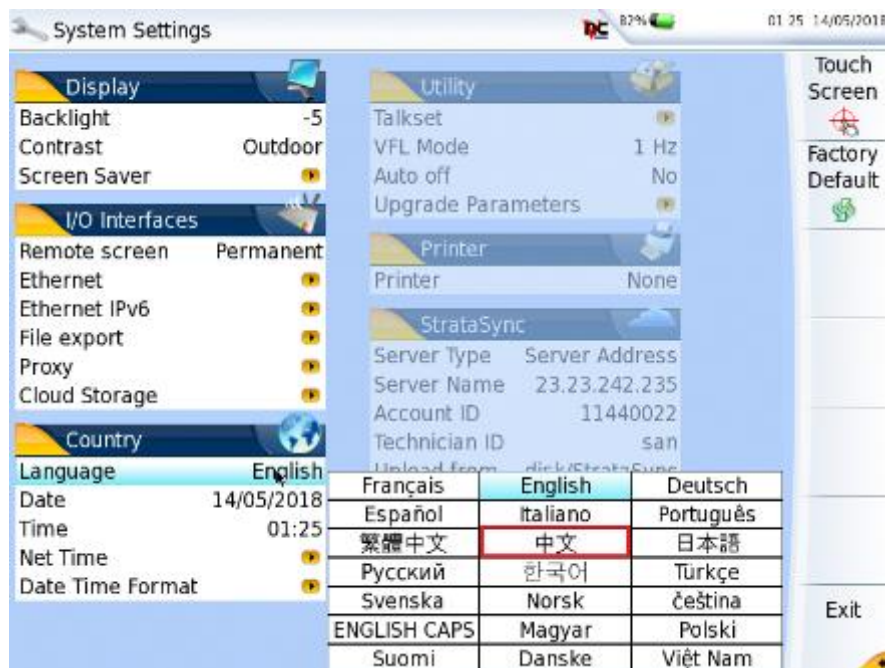 System Settings
82%
01 25 14/05/2018
Display
Backlight -5
Contrast Outdoor
Screen Saver
I/O Interfaces
Remote screen Permanent
Ethernet
Ethernet IPv6
File export
Proxy
Cloud Storage
Country
Language English
Date 14/05/2018
Time 01:25
Net Time
Date Time Format
Utility
Talkset
VFL Mode 1 Hz
Auto off No
Upgrade Parameters
Printer
Printer None
StrataSync
Server Type Server Address
Server Name 23.23.242.235
Account ID 11440022
Technician ID san
Upload from disk/StrataSync
Français English Deutsch
Español Italiano Português
繁體中文 中文 日本語
Русский 한국어 Türkçe
Svenska Norsk čeština
ENGLISH CAPS Magyar Polski
Suomi Danske Việt Nam
Touch
Screen
Factory
Default
Exit